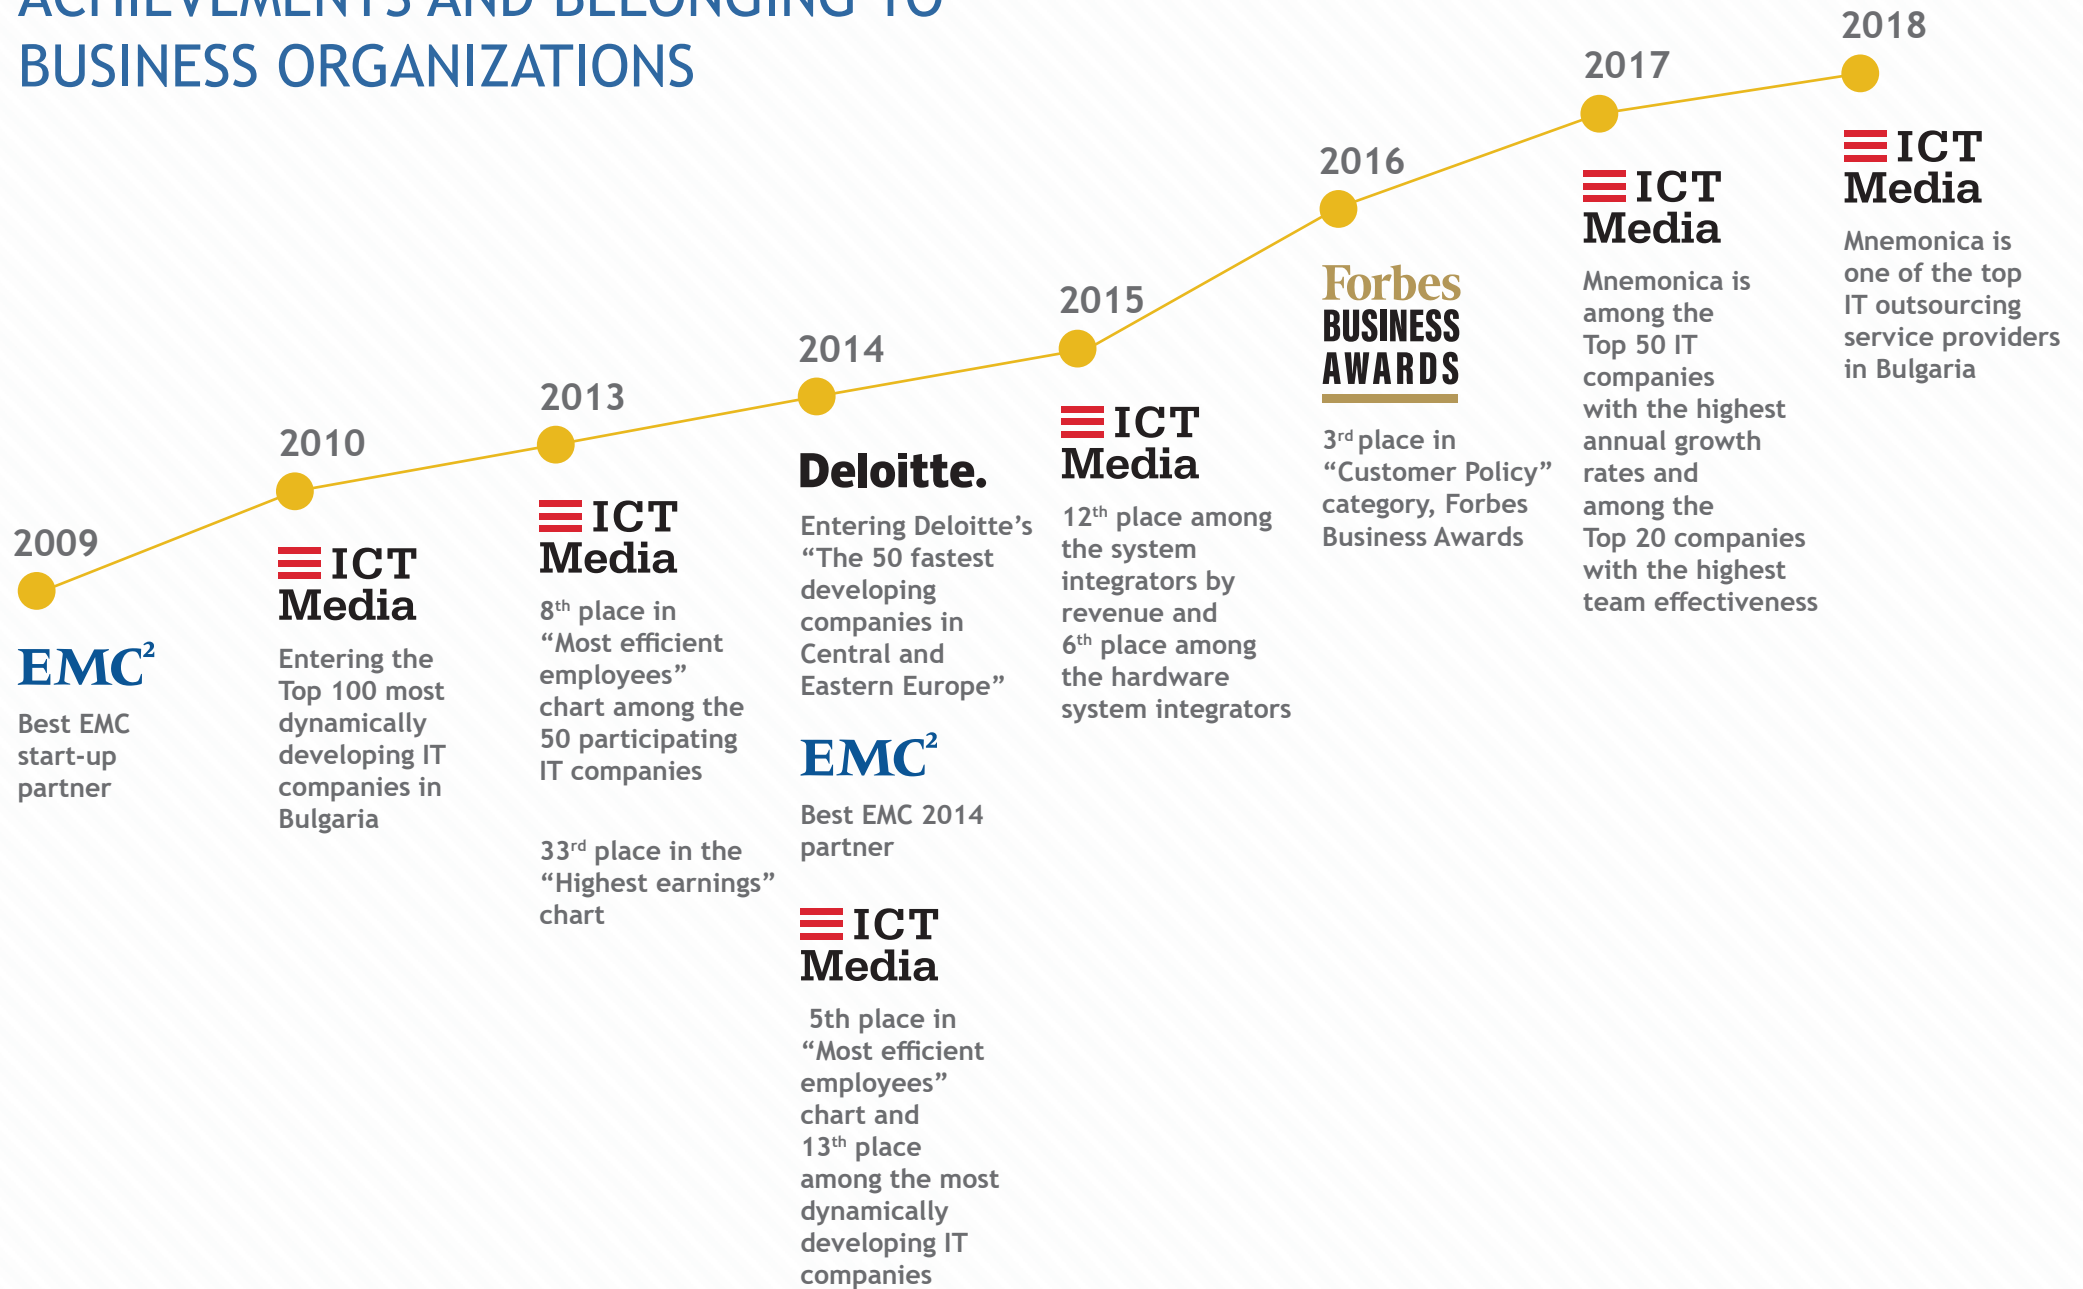 ACHIEVEMENTS AND BELONGING TO
BUSINESS ORGANIZATIONS
2009
EMC²
Best EMC
start-up
partner
2010
ICT
Media
Entering the
Top 100 most
dynamically
developing IT
companies in
Bulgaria
2013
ICT
Media
8th place in
“Most efficient
employees”
chart among the
50 participating
IT companies
33rd place in the
“Highest earnings”
chart
2014
Deloitte.
Entering Deloitte’s
“The 50 fastest
developing
companies in
Central and
Eastern Europe”
EMC²
Best EMC 2014
partner
ICT
Media
5th place in
“Most efficient
employees”
chart and
13th place
among the most
dynamically
developing IT
companies
2015
ICT
Media
12th place among
the system
integrators by
revenue and
6th place among
the hardware
system integrators
2016
Forbes
BUSINESS
AWARDS
3rd place in
“Customer Policy”
category, Forbes
Business Awards
2017
ICT
Media
Mnemonica is
among the
Top 50 IT
companies
with the highest
annual growth
rates and
among the
Top 20 companies
with the highest
team effectiveness
2018
ICT
Media
Mnemonica is
one of the top
IT outsourcing
service providers
in Bulgaria